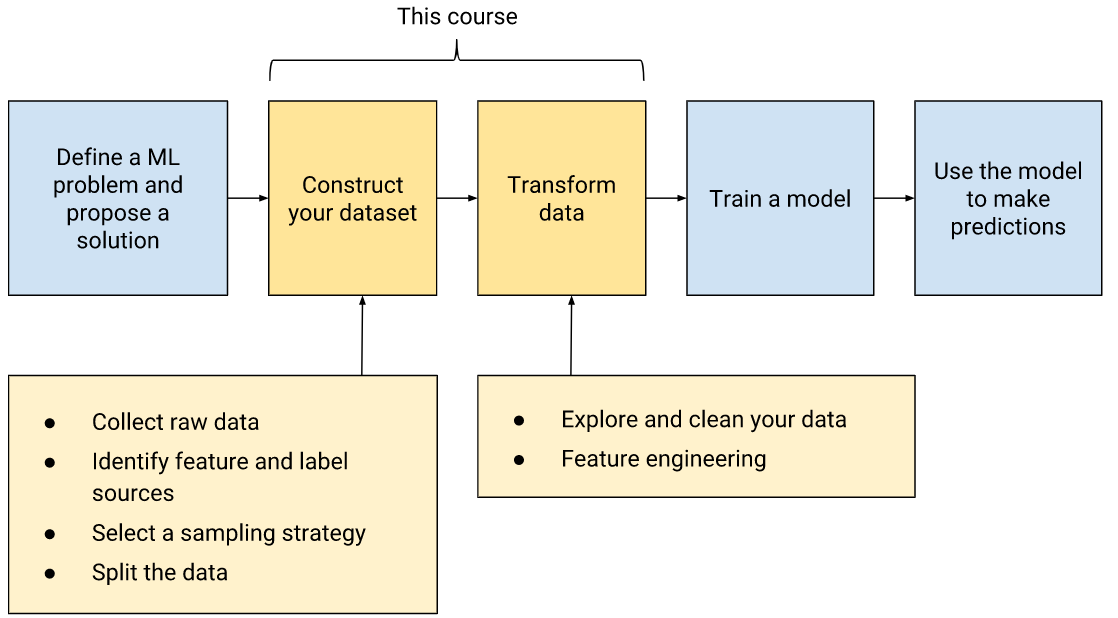 This course
Define a ML
problem and
propose a
solution
Construct
your dataset
Transform
data
Train a model
Use the model
to make
predictions
● Collect raw data
● Identify feature and label
sources
● Select a sampling strategy
● Split the data
● Explore and clean your data
● Feature engineering